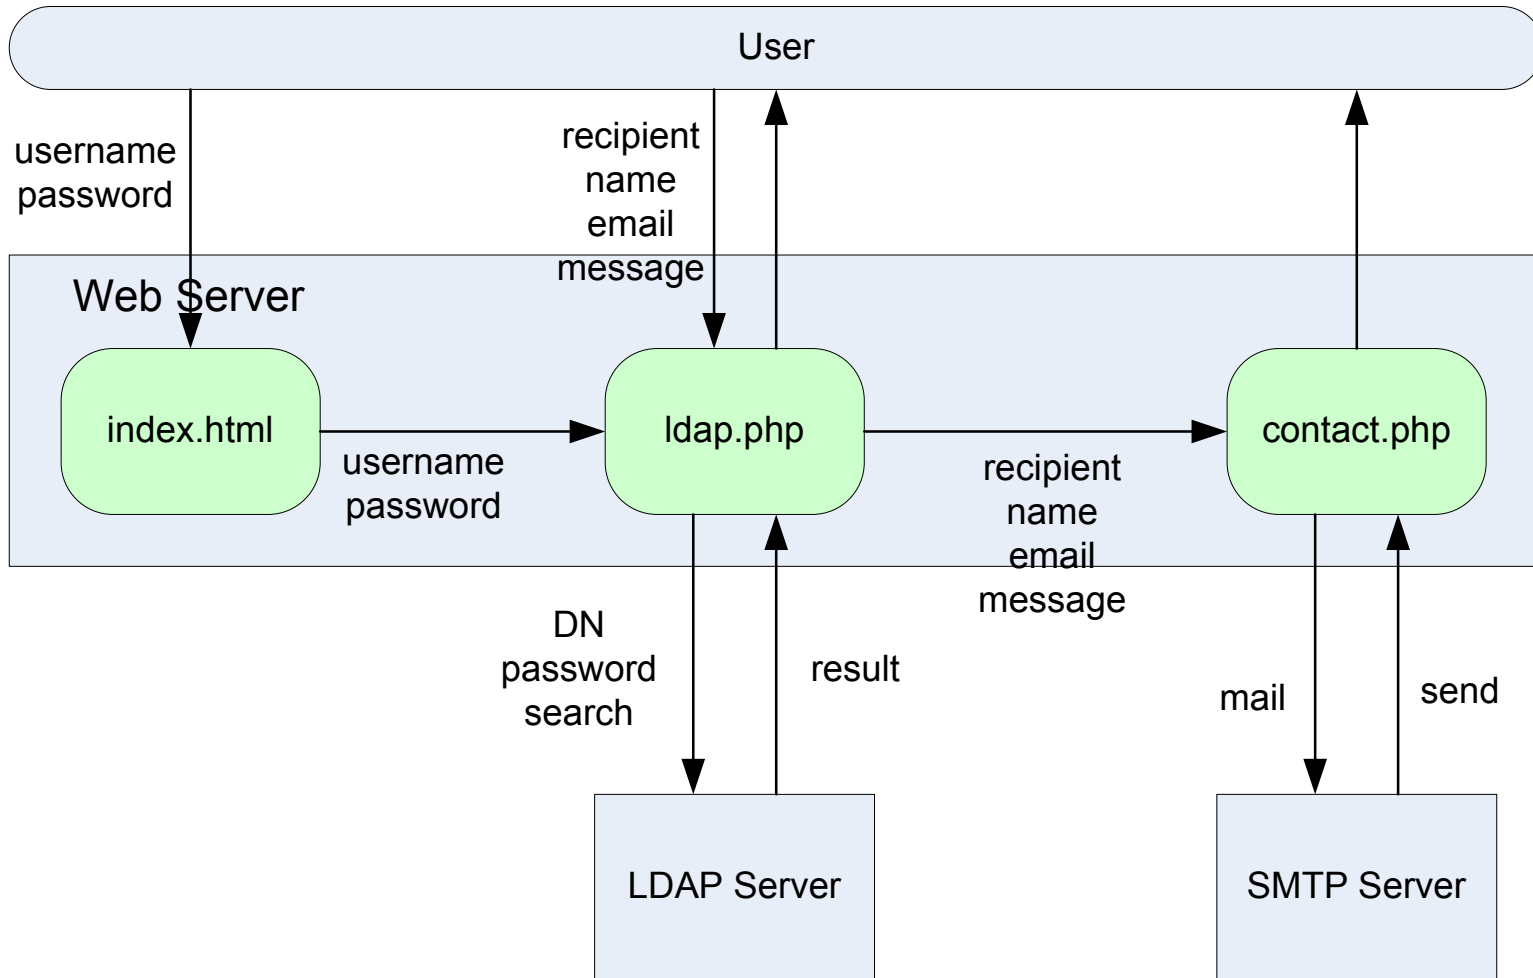 User
username
password
recipient
name
email
message
Web Server
index.html
username
password
ldap.php
recipient
name
email
message
contact.php
DN
password
search
result
mail
send
LDAP Server
SMTP Server